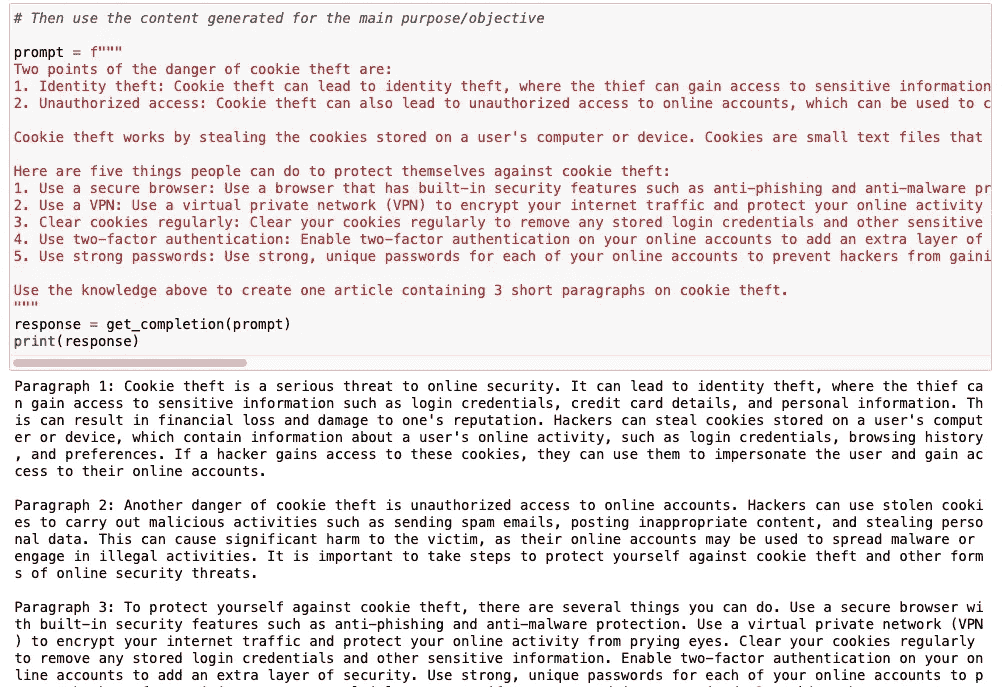 # Then use the content generated for the main purpose/objective
prompt = f"""
Two points of the danger of cookie theft are:
1. Identity theft: Cookie theft can lead to identity theft, where the thief can gain access to sensitive information
2. Unauthorized access: Cookie theft can also lead to unauthorized access to online accounts, which can be used to c
Cookie theft works by stealing the cookies stored on a user's computer or device. Cookies are small text files that
Here are five things people can do to protect themselves against cookie theft:
1. Use a secure browser: Use a browser that has built-in security features such as anti-phishing and anti-malware pr
2. Use a VPN: Use a virtual private network (VPN) to encrypt your internet traffic and protect your online activity
3. Clear cookies regularly: Clear your cookies regularly to remove any stored login credentials and other sensitive
4. Use two-factor authentication: Enable two-factor authentication on your online accounts to add an extra layer of
5. Use strong passwords: Use strong, unique passwords for each of your online accounts to prevent hackers from gaini
Use the knowledge above to create one article containing 3 short paragraphs on cookie theft.
"""
response = get_completion(prompt)
print(response)
Paragraph 1: Cookie theft is a serious threat to online security. It can lead to identity theft, where the thief ca
n gain access to sensitive information such as login credentials, credit card details, and personal information. Th
is can result in financial loss and damage to one's reputation. Hackers can steal cookies stored on a user's comput
er or device, which contain information about a user's online activity, such as login credentials, browsing history
, and preferences. If a hacker gains access to these cookies, they can use them to impersonate the user and gain ac
cess to their online accounts.
Paragraph 2: Another danger of cookie theft is unauthorized access to online accounts. Hackers can use stolen cooki
es to carry out malicious activities such as sending spam emails, posting inappropriate content, and stealing perso
nal data. This can cause significant harm to the victim, as their online accounts may be used to spread malware or
engage in illegal activities. It is important to take steps to protect yourself against cookie theft and other form
s of online security threats.
Paragraph 3: To protect yourself against cookie theft, there are several things you can do. Use a secure browser wi
th built-in security features such as anti-phishing and anti-malware protection. Use a virtual private network (VPN
) to encrypt your internet traffic and protect your online activity from prying eyes. Clear your cookies regularly
to remove any stored login credentials and other sensitive information. Enable two-factor authentication on your on
line accounts to add an extra layer of security. Use strong, unique passwords for each of your online accounts to p